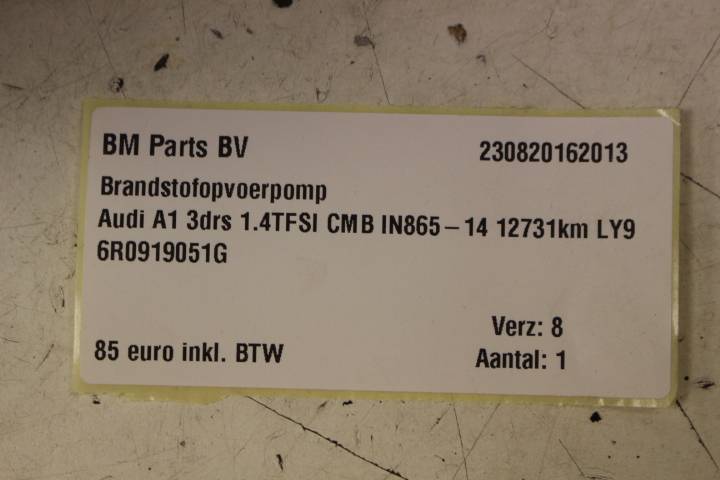 BM Parts BV 230820162013
Brandstofopvoerpomp
Audi A1 3drs 1.4TFSI CMB IN865-14 12731km LY9
6R0919051G
Verz: 8
85 euro inkl. BTW Aantal: 1